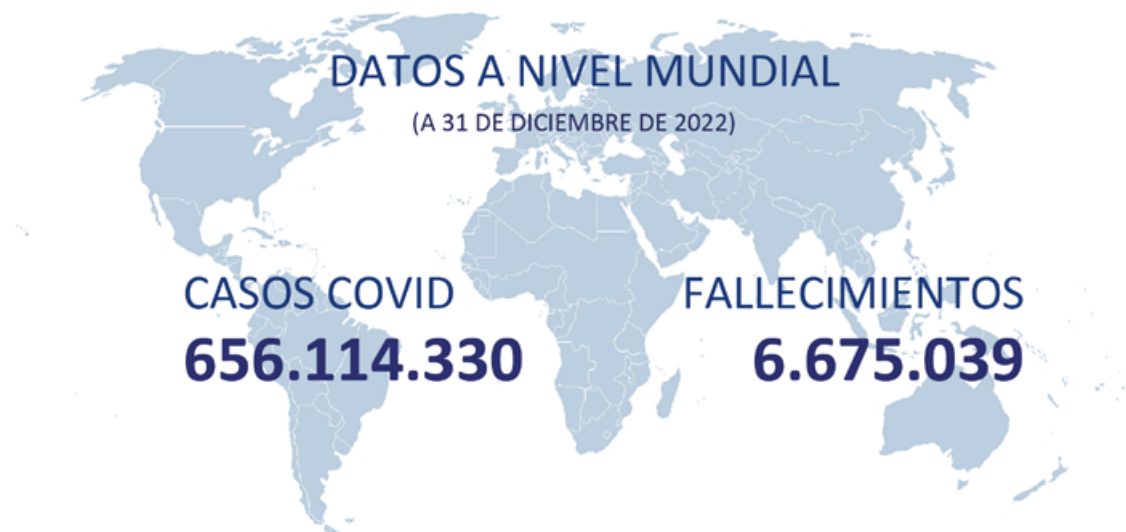 DATOS A NIVEL MUNDIAL
(A 31 DE DICIEMBRE DE 2022)
CASOS COVID
656.114.330
FALLECIMIENTOS
6.675.039